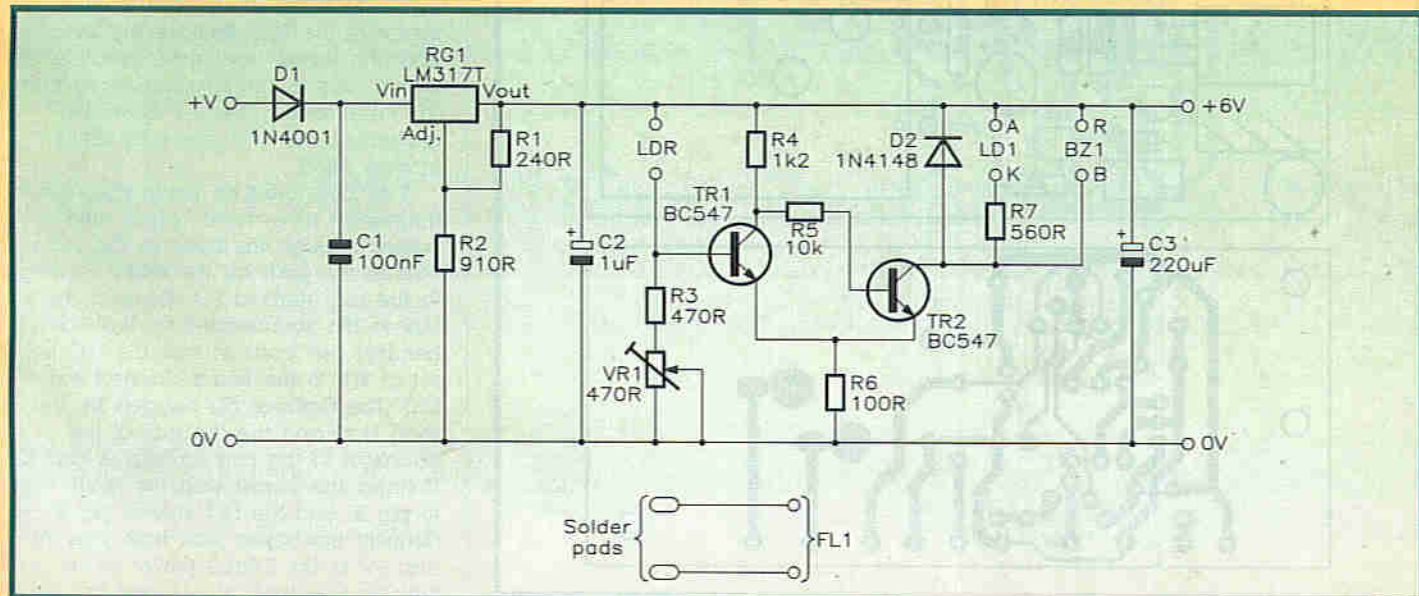 RG1
LM317T
D1
Vin
Vout
+V
+6V
1N4001
Adj.
R1
240R
LDR
R4
1k2
D2
1N4148
A
LD1
K
R
BZ1
B
TR1
BC547
R5
10k
R7
560R
+
C1
100nF
R2
910R
C2
1uF
R3
470R
TR2
BC547
+
C3
220uF
VR1
470R
R6
100R
0V
0V
Solder
pads
FL1